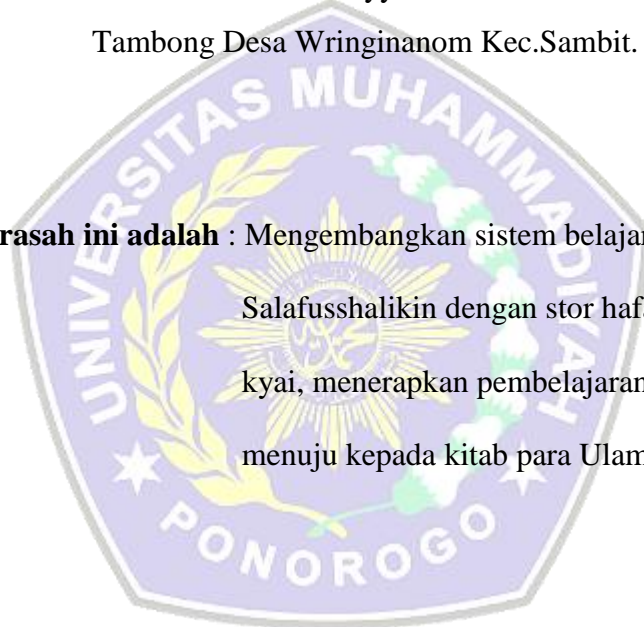 Tambong Desa Wringinanom Kec.Sambit.
UNIVERSITAS MUHAMMADIYAH
rasah ini adalah : Mengembangkan sistem belajar
Salafusshalikin dengan stor
kyai, menerapkan pembelajaran
menuju kepada kitab para Ulam
PONOROGO